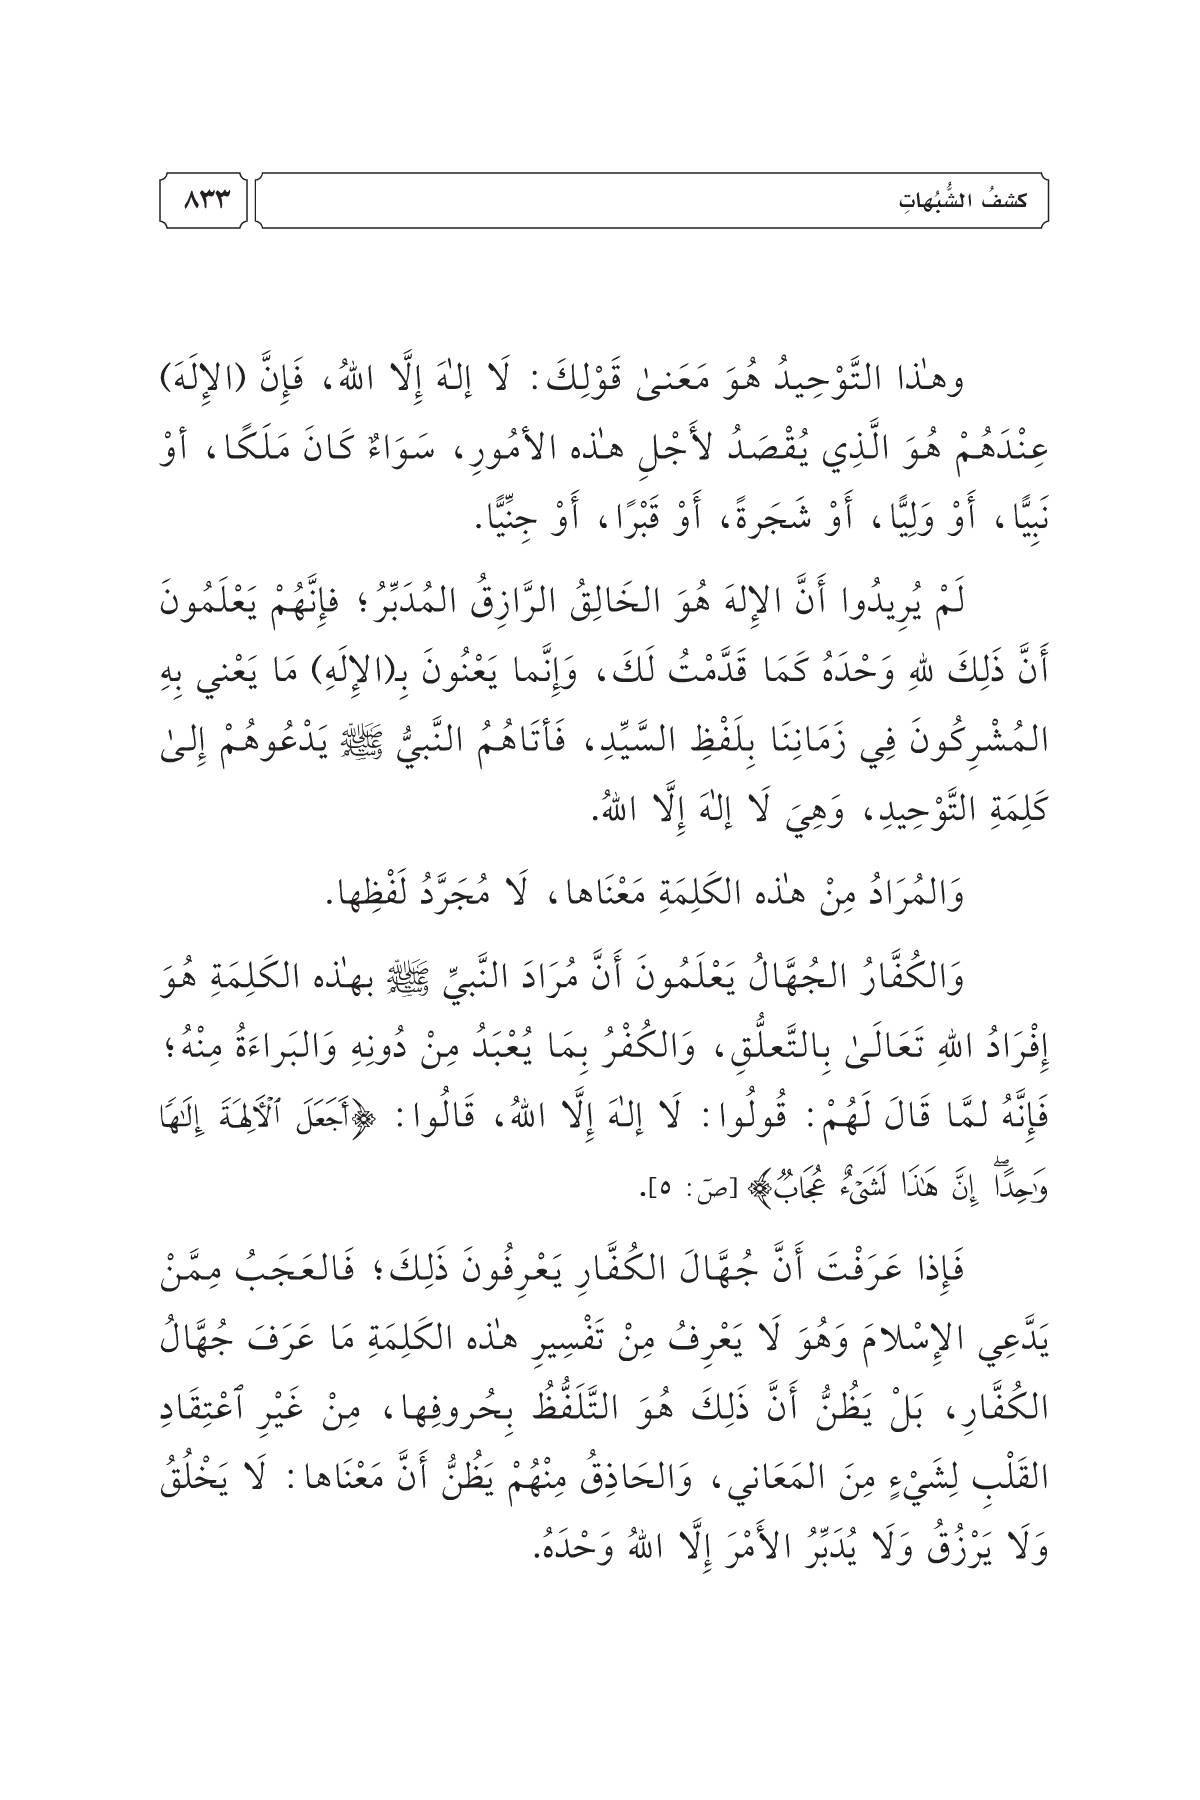 كشفُ الشُّبُهاتِ
٨٣٣
وهٰذا التَّوْحِيدُ هُوَ مَعَنىٰ قَوْلِكَ: لَا إلٰهَ إِلَّا اللهُ، فَإِنَّ (الإِلَهَ)
عِنْدَهُمْ هُوَ الَّذِي يُقْصَدُ لأَجْلِ هٰذه الأمُورِ، سَوَاءٌ كَانَ مَلَكًا، أوْ
نَبِيًّا، أَوْ وَلِيًّا، أَوْ شَجَرةً، أَوْ قَبْرًا، أَوْ جِنِّيًّا.
لَمْ يُرِيدُوا أَنَّ الإِلهَ هُوَ الخَالِقُ الرَّازِقُ المُدَبِّرُ؛ فإِنَّهُمْ يَعْلَمُونَ
أَنَّ ذَلِكَ للهِ وَحْدَهُ كَمَا قَدَّمْتُ لَكَ، وَإِنَّما يَعْنُونَ بِـ(الإِلَهِ) مَا يَعْني بِهِ
المُشْرِكُونَ فِي زَمَانِنَا بِلَفْظِ السَّيِّدِ، فَأتَاهُمُ النَّبيُّ ﷺ يَدْعُوهُمْ إِلىٰ
كَلِمَةِ التَّوْحِيدِ، وَهِيَ لَا إلٰهَ إِلَّا اللهُ.
وَالمُرَادُ مِنْ هٰذه الكَلِمَةِ مَعْنَاها، لَا مُجَرَّدُ لَفْظِها.
وَالكُفَّارُ الجُهَّالُ يَعْلَمُونَ أَنَّ مُرَادَ النَّبيِّ ﷺ بهٰذه الكَلِمَةِ هُوَ
إِفْرَادُ اللهِ تَعَالَىٰ بِالتَّعلُّقِ، وَالكُفْرُ بِمَا يُعْبَدُ مِنْ دُونِهِ وَالبَراءَةُ مِنْهُ؛
فَإِنَّهُ لمَّا قَالَ لَهُمْ: قُولُوا: لَا إلٰهَ إِلَّا اللهُ، قَالُوا: ﴿أَجَعَلَ ٱلْأَلِهَةَ إِلَٰهًا
وَٰحِدًاۖ إِنَّ هَٰذَا لَشَىْءٌ عُجَابٌ﴾ [صٓ: ٥].
فَإِذا عَرَفْتَ أَنَّ جُهَّالَ الكُفَّارِ يَعْرِفُونَ ذَلِكَ؛ فَالعَجَبُ مِمَّنْ
يَدَّعِي الإِسْلامَ وَهُوَ لَا يَعْرِفُ مِنْ تَفْسِيرِ هٰذه الكَلِمَةِ مَا عَرَفَ جُهَّالُ
الكُفَّارِ، بَلْ يَظُنُّ أَنَّ ذَلِكَ هُوَ التَّلَفُّظُ بِحُروفِها، مِنْ غَيْرِ ٱعْتِقَادِ
القَلْبِ لِشَيْءٍ مِنَ المَعَاني، وَالحَاذِقُ مِنْهُمْ يَظُنُّ أَنَّ مَعْنَاها: لَا يَخْلُقُ
وَلَا يَرْزُقُ وَلَا يُدَبِّرُ الأَمْرَ إِلَّا اللهُ وَحْدَهُ.